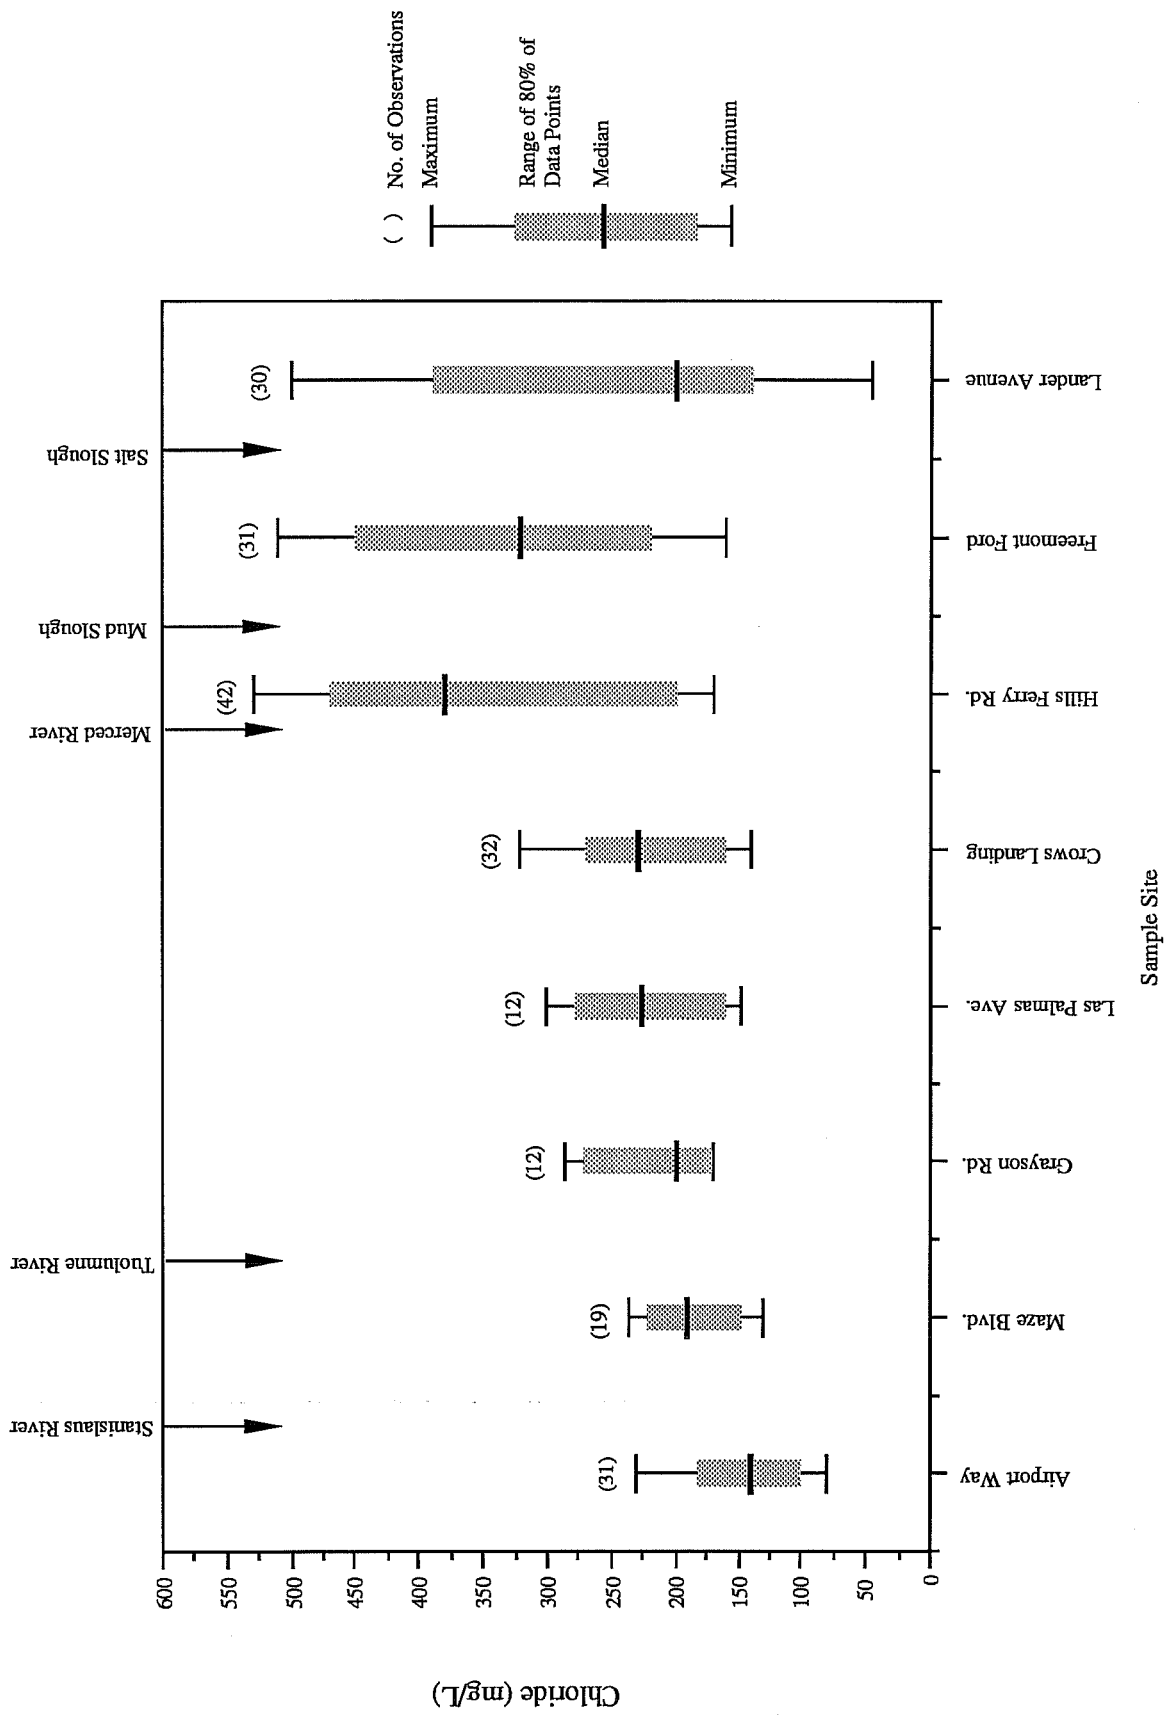 Stanislaus River
Tuolumne River
Merced River
Mud Slough
Salt Slough
600
550
500
450
400
350
300
250
200
150
100
50
0
Chloride (mg/L)
(31)
(19)
(12)
(12)
(32)
(42)
(31)
(30)
Airport Way
Maze Blvd.
Grayson Rd.
Las Palmas Ave.
Crows Landing
Hills Ferry Rd.
Freemont Ford
Lander Avenue
Sample Site
( ) No. of Observations
Maximum
Range of 80% of
Data Points
Median
Minimum